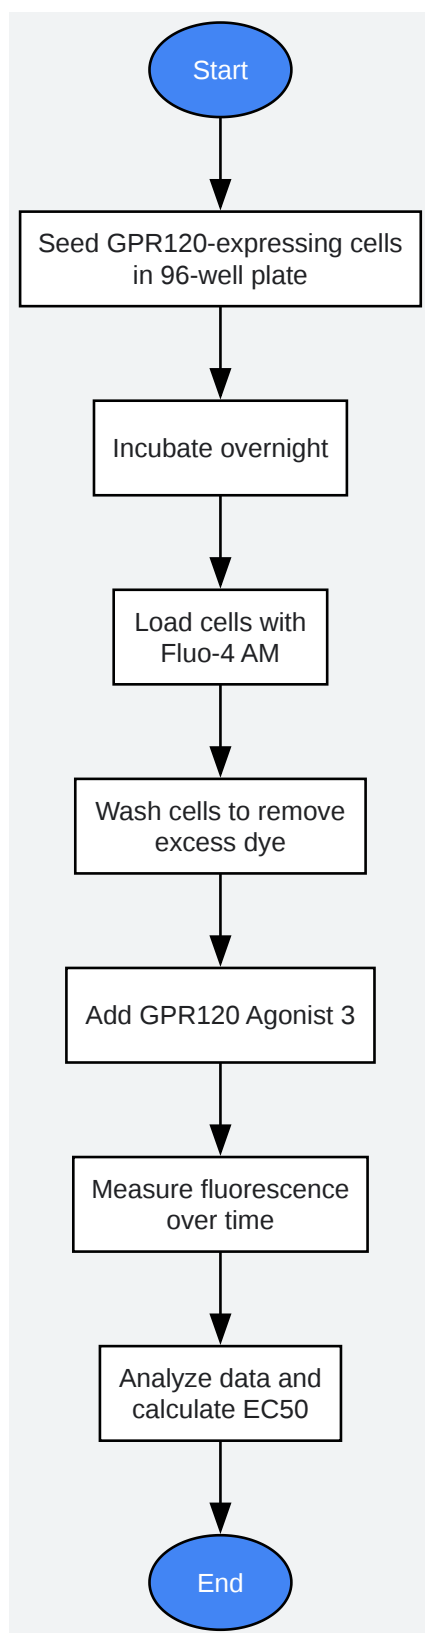 Start
Seed GPR120-expressing cells
in 96-well plate
Incubate overnight
Load cells with
Fluo-4 AM
Wash cells to remove
excess dye
Add GPR120 Agonist 3
Measure fluorescence
over time
Analyze data and
calculate EC50
End